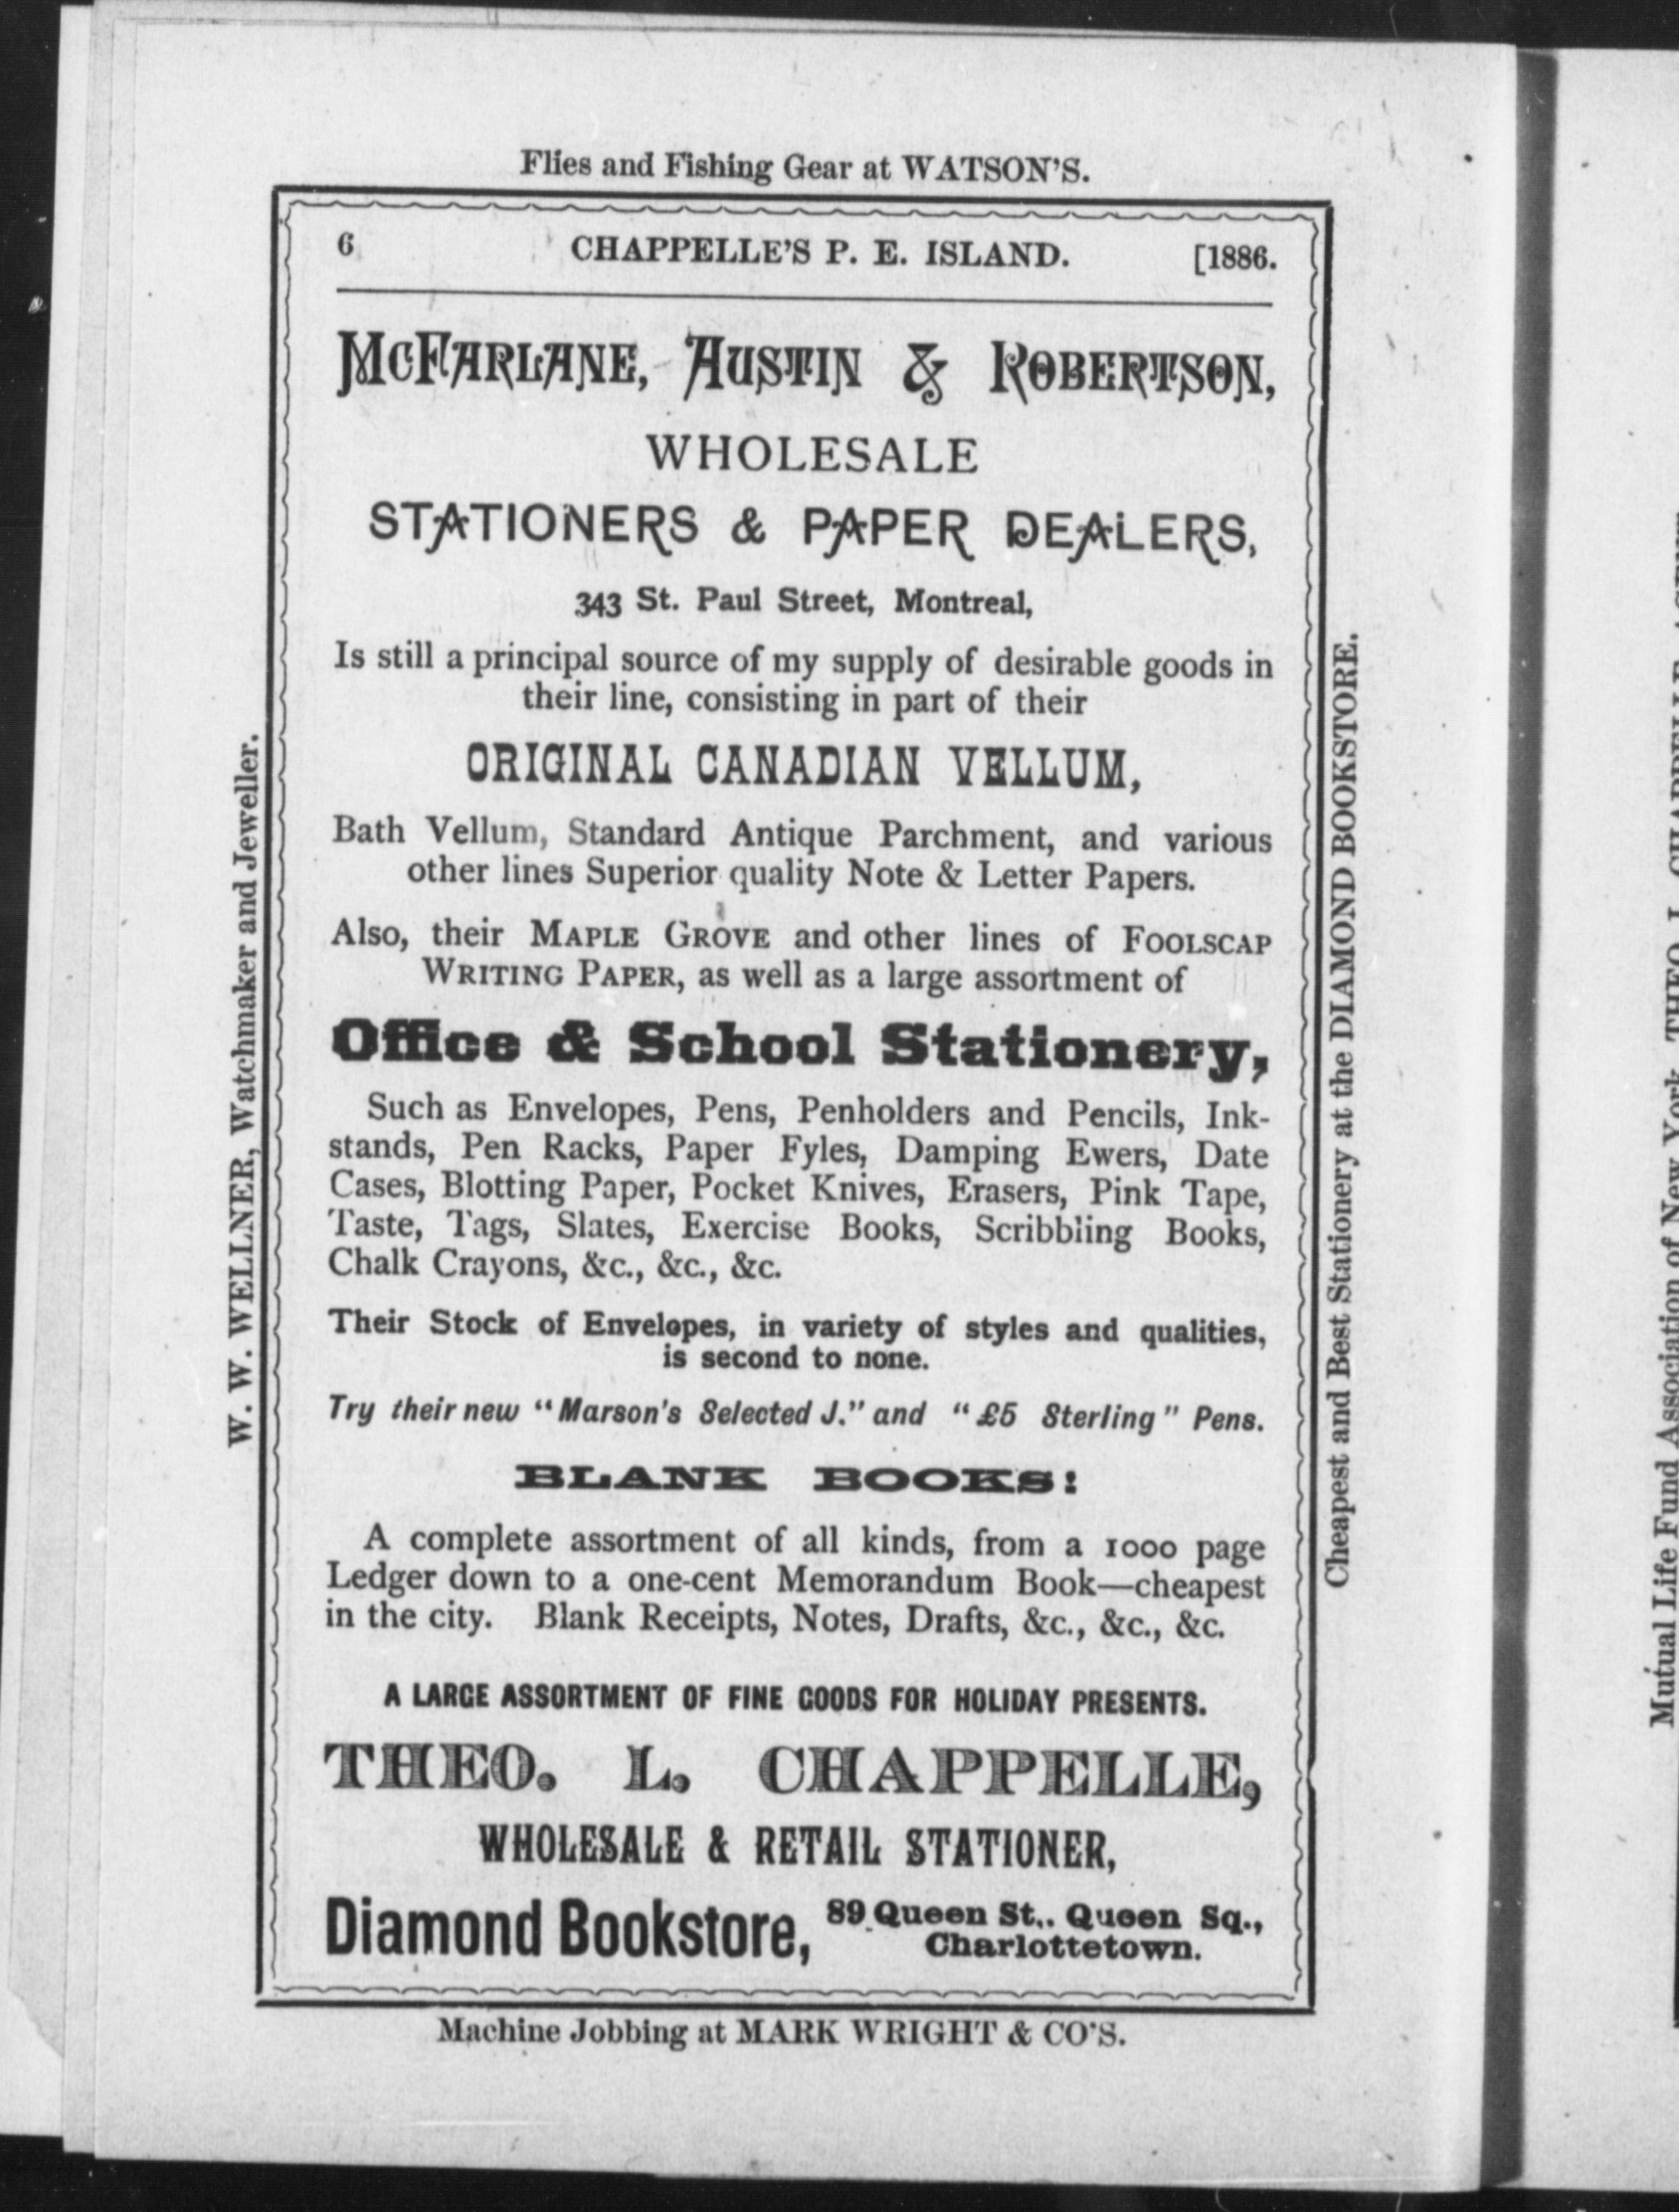 Flies and Fishing Gear at WATSON'S.
6 CHAPPELLE'S P. E. ISLAND. [1886.
McFARLANE, AUSTIN & ROBERTSON,
WHOLESALE
STATIONERS & PAPER DEALERS,
343 St. Paul Street, Montreal,
Is still a principal source of my supply of desirable goods in
their line, consisting in part of their
ORIGINAL CANADIAN VELLUM,
Bath Vellum, Standard Antique Parchment, and various
other lines Superior quality Note & Letter Papers.
Also, their MAPLE GROVE and other lines of FOOLSCAP
WRITING PAPER, as well as a large assortment of
Office & School Stationery,
Such as Envelopes, Pens, Penholders and Pencils, Ink-
stands, Pen Racks, Paper Fyles, Damping Ewers, Date
Cases, Blotting Paper, Pocket Knives, Erasers, Pink Tape,
Taste, Tags, Slates, Exercise Books, Scribbling Books,
Chalk Crayons, &c., &c., &c.
Their Stock of Envelopes, in variety of styles and qualities,
is second to none.
Try their new "Marson's Selected J." and "£5 Sterling" Pens.
BLANK BOOKS:
A complete assortment of all kinds, from a 1000 page
Ledger down to a one-cent Memorandum Book—cheapest
in the city. Blank Receipts, Notes, Drafts, &c., &c., &c.
A LARGE ASSORTMENT OF FINE GOODS FOR HOLIDAY PRESENTS.
THEO. L. CHAPPELLE,
WHOLESALE & RETAIL STATIONER,
Diamond Bookstore, 89 Queen St,. Queen Sq.,
Charlottetown.
Machine Jobbing at MARK WRIGHT & CO'S.
W. W. WELLNER, Watchmaker and Jeweller.
Cheapest and Best Stationery at the DIAMOND BOOKSTORE.
Mutual Life Fund Association of New York, THEO. L. CHAPPELLE